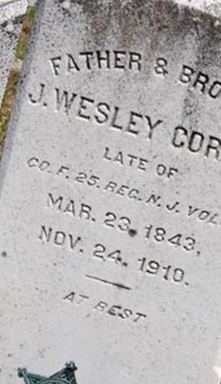 FATHER & BRO
J. WESLEY COR
LATE OF
CO. F. 25. REG. N. J. VOL.
MAR. 23, 1843,
NOV. 24. 1910.
AT REST